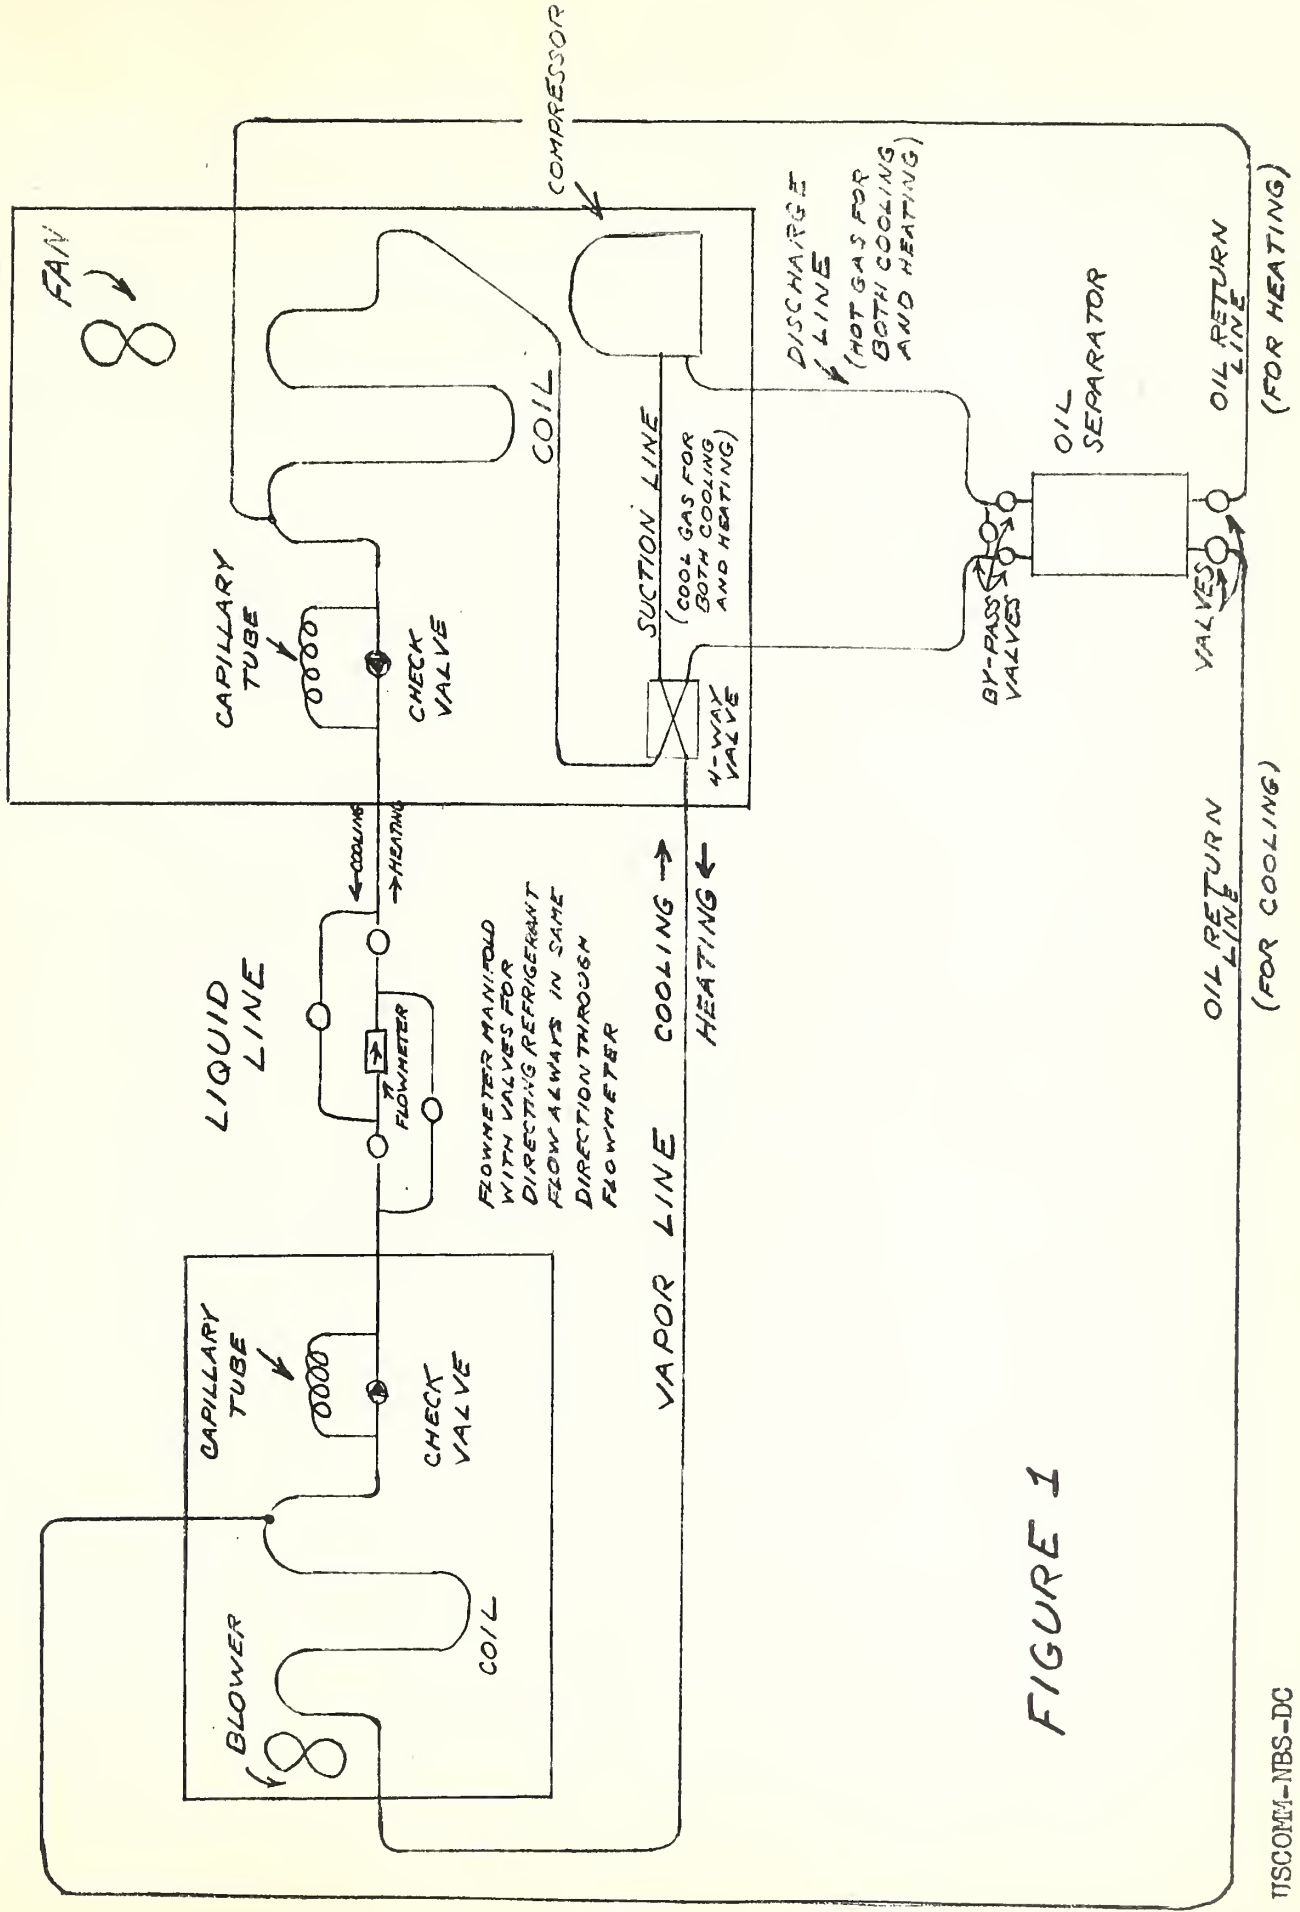 FAN
COMPRESSOR
CAPILLARY
TUBE
CHECK
VALVE
COIL
SUCTION LINE
(COOL GAS FOR
BOTH COOLING
AND HEATING)
4-WAY
VALVE
DISCHARGE
LINE
(HOT GAS FOR
BOTH COOLING
AND HEATING)
BY-PASS
VALVES
OIL
SEPARATOR
VALVES
OIL RETURN
LINE
(FOR HEATING)
OIL RETURN
LINE
(FOR COOLING)
LIQUID
LINE
←COOLING
→HEATING
FLOWMETER
FLOWMETER MANIFOLD
WITH VALVES FOR
DIRECTING REFRIGERANT
FLOW ALWAYS IN SAME
DIRECTION THROUGH
FLOWMETER
VAPOR LINE
COOLING →
HEATING ←
CAPILLARY
TUBE
CHECK
VALVE
BLOWER
COIL
FIGURE 1
USCOMM-NBS-DC